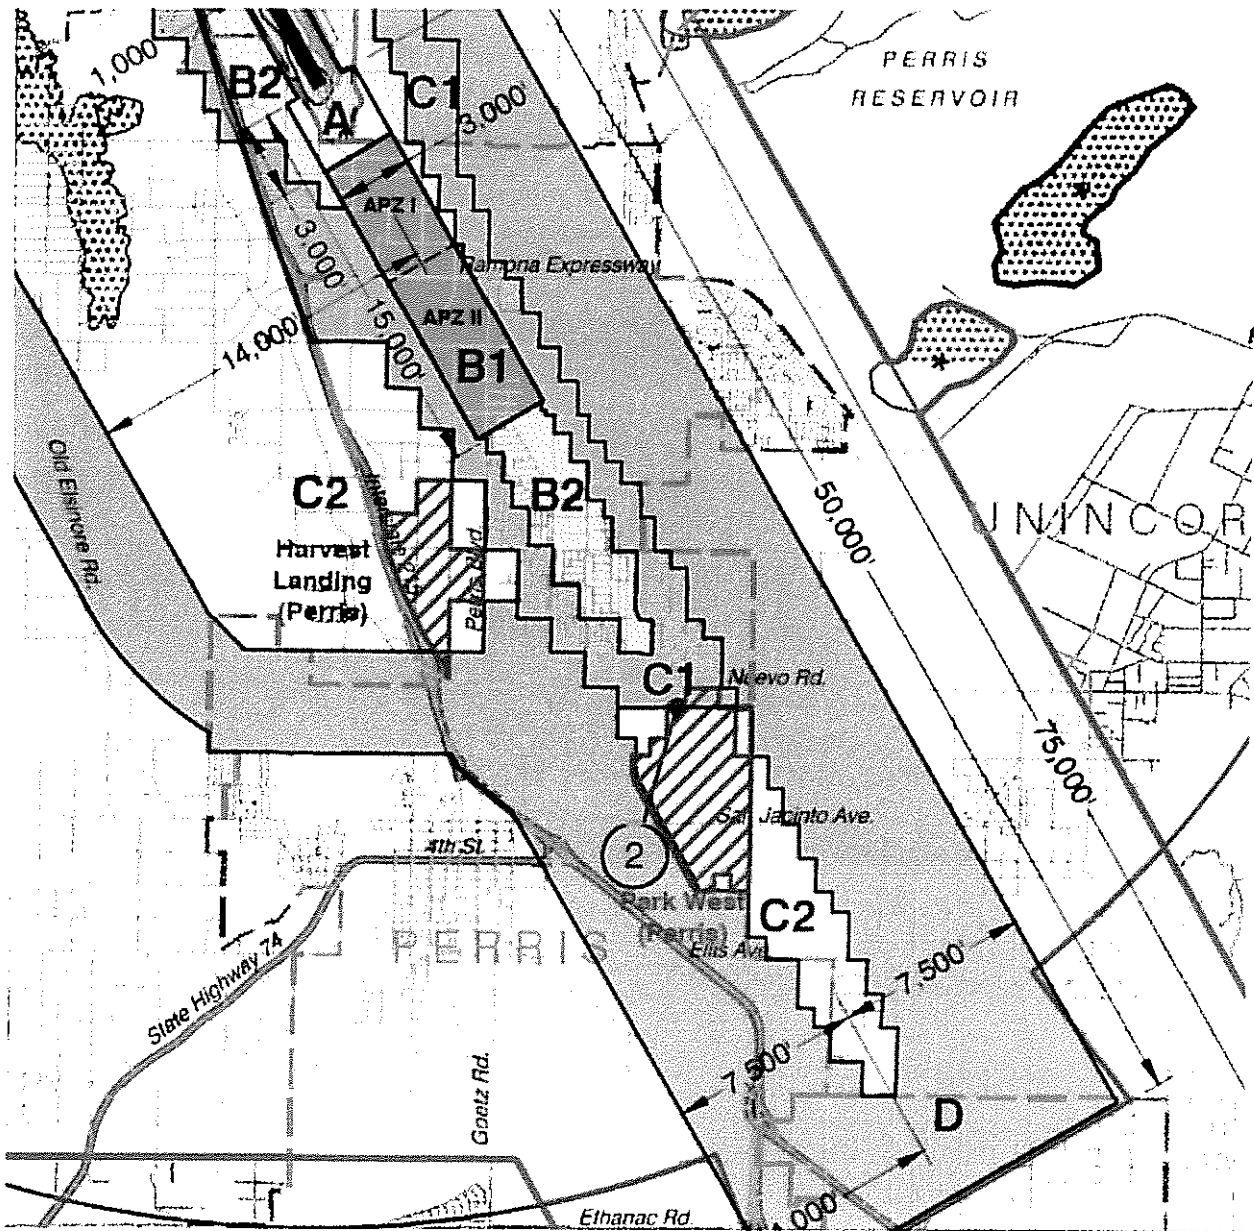 PERRIS
RESERVOIR
1,000'
B2
A
C1
3,000'
APZ I
3,000'
Ramona Expressway
15,000'
APZ II
14,000'
B1
Old Elsinore Rd.
C2
B2
50,000'
UNINCOR
Harvest
Landing
(Perris)
Perris Blvd.
C1
Nuevo Rd.
75,000'
San Jacinto Ave.
4th St.
2
Park West
(Perris)
C2
PERRIS
Ellis Ave.
State Highway 74
7,500'
7,500'
Goetz Rd.
D
Ethanac Rd.